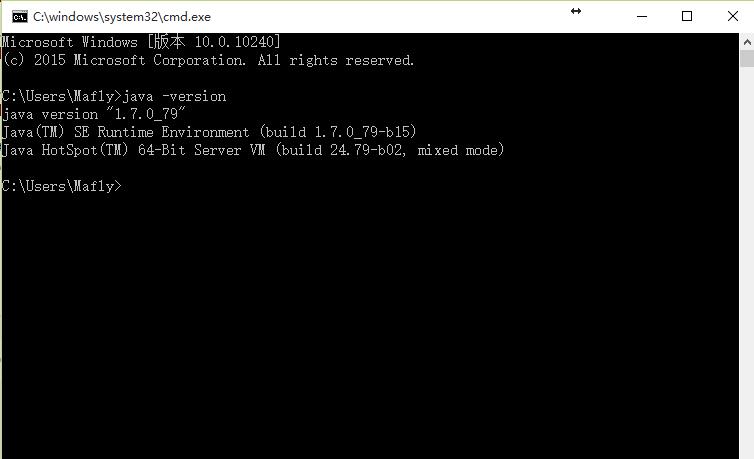 C:\windows\system32\cmd.exe
Microsoft Windows [版本 10.0.10240]
(c) 2015 Microsoft Corporation. All rights reserved.
C:\Users\Mafly>java -version
java version "1.7.0_79"
Java(TM) SE Runtime Environment (build 1.7.0_79-b15)
Java HotSpot(TM) 64-Bit Server VM (build 24.79-b02, mixed mode)
C:\Users\Mafly>